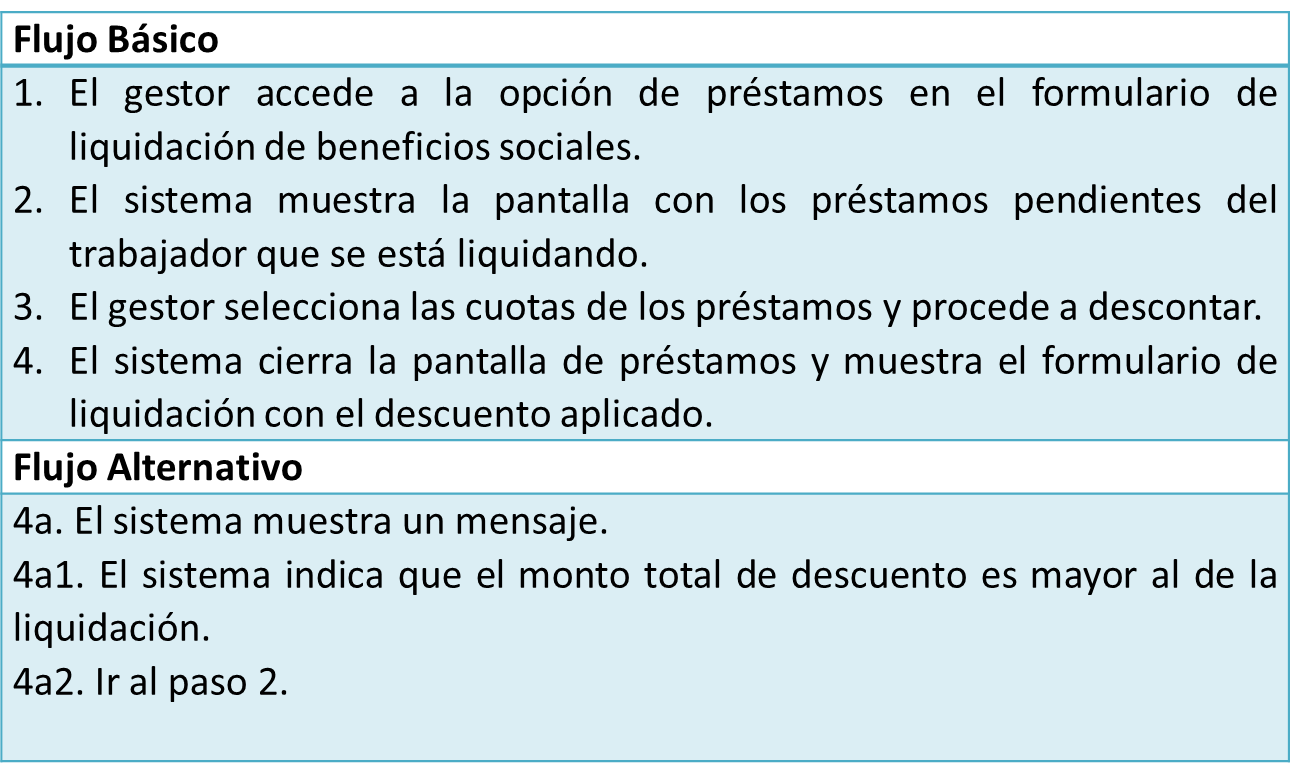 Flujo Básico
1. El gestor accede a la opción de préstamos en el formulario de
liquidación de beneficios sociales.
2. El sistema muestra la pantalla con los préstamos pendientes del
trabajador que se está liquidando.
3. El gestor selecciona las cuotas de los préstamos y procede a descontar.
4. El sistema cierra la pantalla de préstamos y muestra el formulario de
liquidación con el descuento aplicado.
Flujo Alternativo
4a. El sistema muestra un mensaje.
4a1. El sistema indica que el monto total de descuento es mayor al de la
liquidación.
4a2. Ir al paso 2.